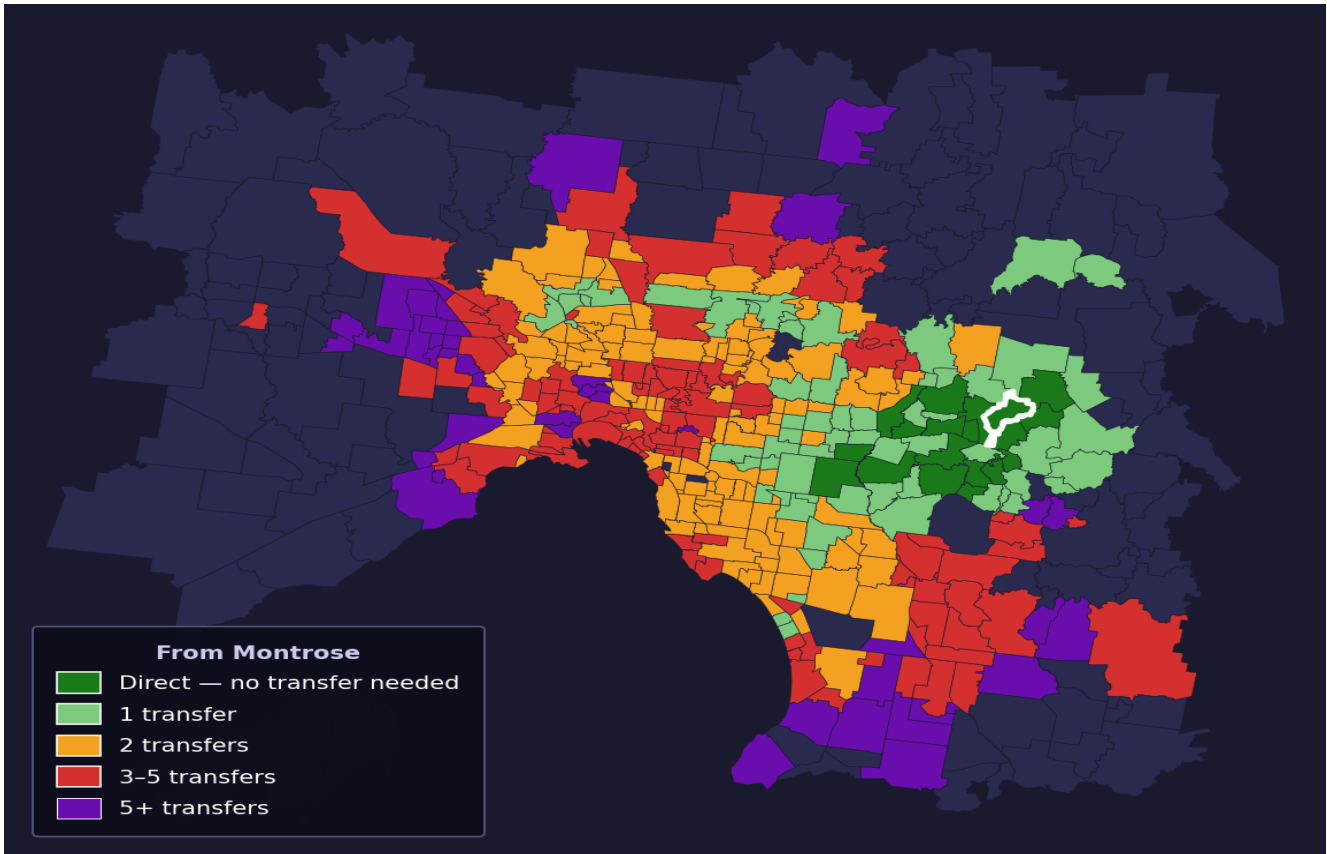 From Montrose
Direct — no transfer needed
1 transfer
2 transfers
3–5 transfers
5+ transfers